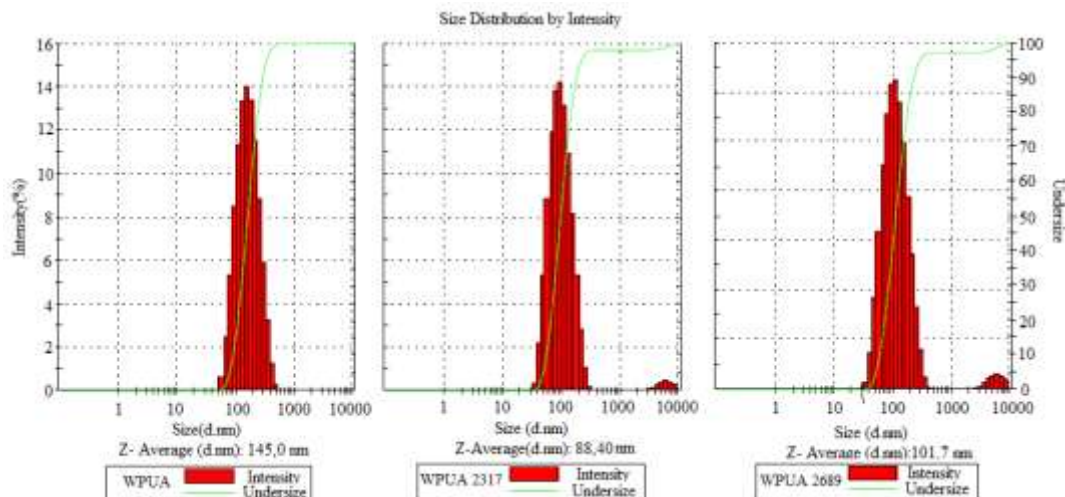 Size Distribution by Intensity
16
14
12
10
8
6
4
2
0
Intensity(%)
100
90
80
70
60
50
40
30
20
10
0
Undersize
1 10 100 1000 10000
1 10 100 1000 10000
1 10 100 1000 10000
Size(d.nm)
Size (d.nm)
Size (d.nm)
Z- Average (d.nm): 145,0 nm
Z-Average(d.nm): 88,40nm
Z- Average (d.nm):101,7 nm
WPUA Intensity
Undersize
WPUA 2317 Intensity
Undersize
WPUA 2689 Intensity
Undersize